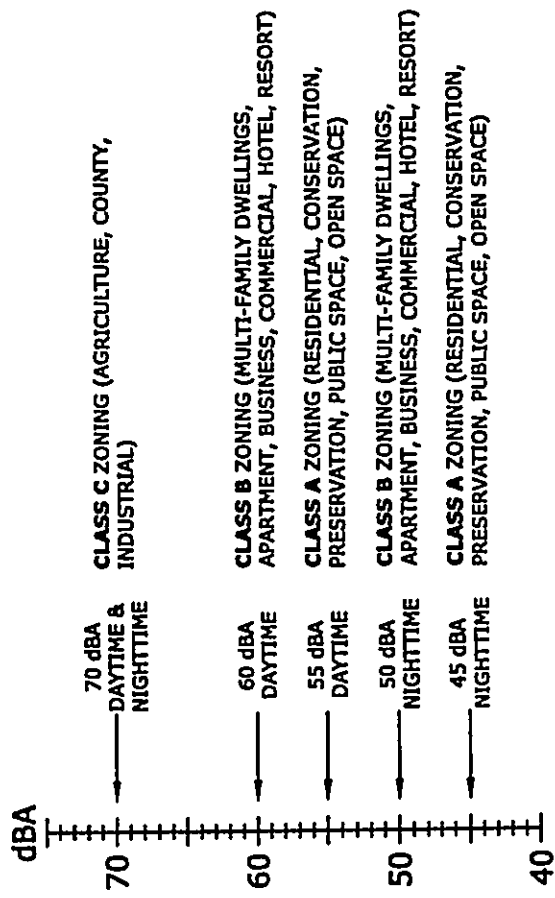 dBA
70
60
50
40
70 dBA
DAYTIME &
NIGHTTIME
CLASS C ZONING (AGRICULTURE, COUNTY,
INDUSTRIAL)
60 dBA
DAYTIME
CLASS B ZONING (MULTI-FAMILY DWELLINGS,
APARTMENT, BUSINESS, COMMERCIAL, HOTEL, RESORT)
55 dBA
DAYTIME
CLASS A ZONING (RESIDENTIAL, CONSERVATION,
PRESERVATION, PUBLIC SPACE, OPEN SPACE)
50 dBA
NIGHTTIME
CLASS B ZONING (MULTI-FAMILY DWELLINGS,
APARTMENT, BUSINESS, COMMERCIAL, HOTEL, RESORT)
45 dBA
NIGHTTIME
CLASS A ZONING (RESIDENTIAL, CONSERVATION,
PRESERVATION, PUBLIC SPACE, OPEN SPACE)